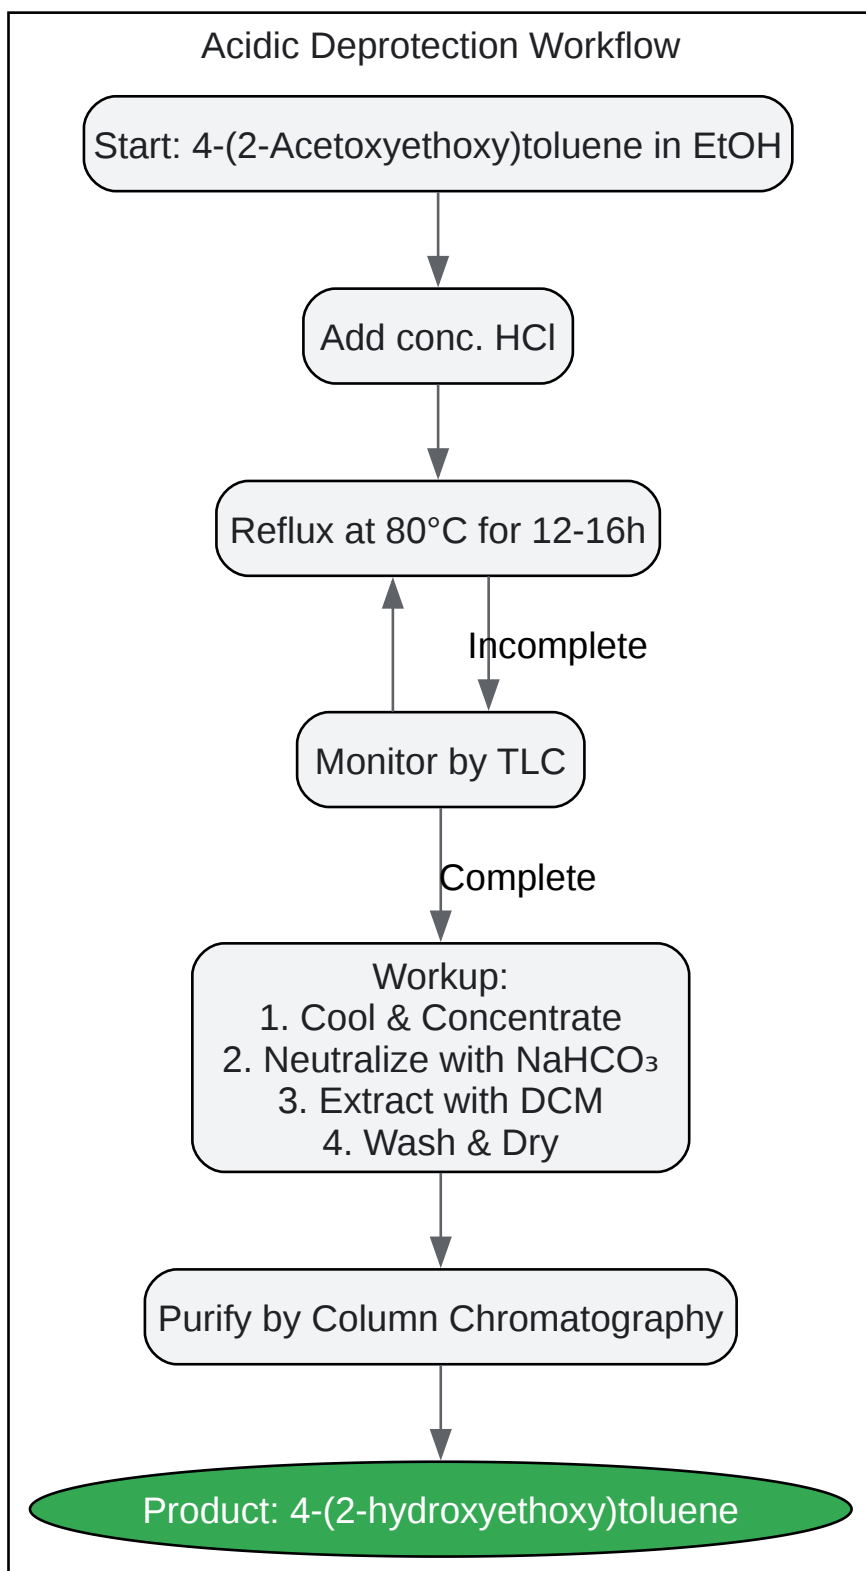 Acidic Deprotection Workflow
Start: 4-(2-Acetoxyethoxy)toluene in EtOH
Add conc. HCl
Reflux at 80°C for 12-16h
Incomplete
Monitor by TLC
Complete
Workup:
1. Cool & Concentrate
2. Neutralize with NaHCO₃
3. Extract with DCM
4. Wash & Dry
Purify by Column Chromatography
Product: 4-(2-hydroxyethoxy)toluene